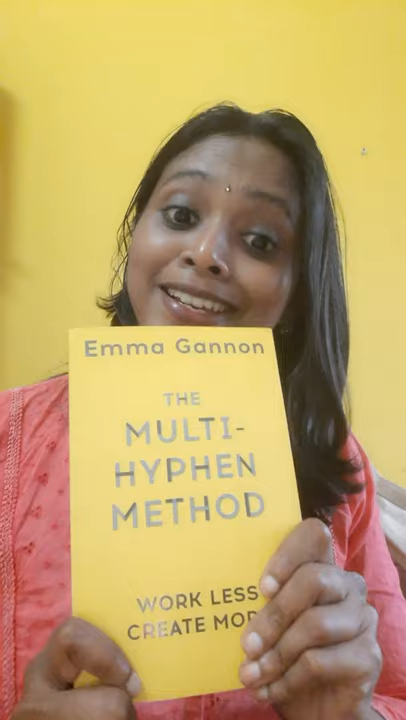 Emma Gannon
THE
MULTI-
HYPHEN
METHOD
WORK LESS
CREATE